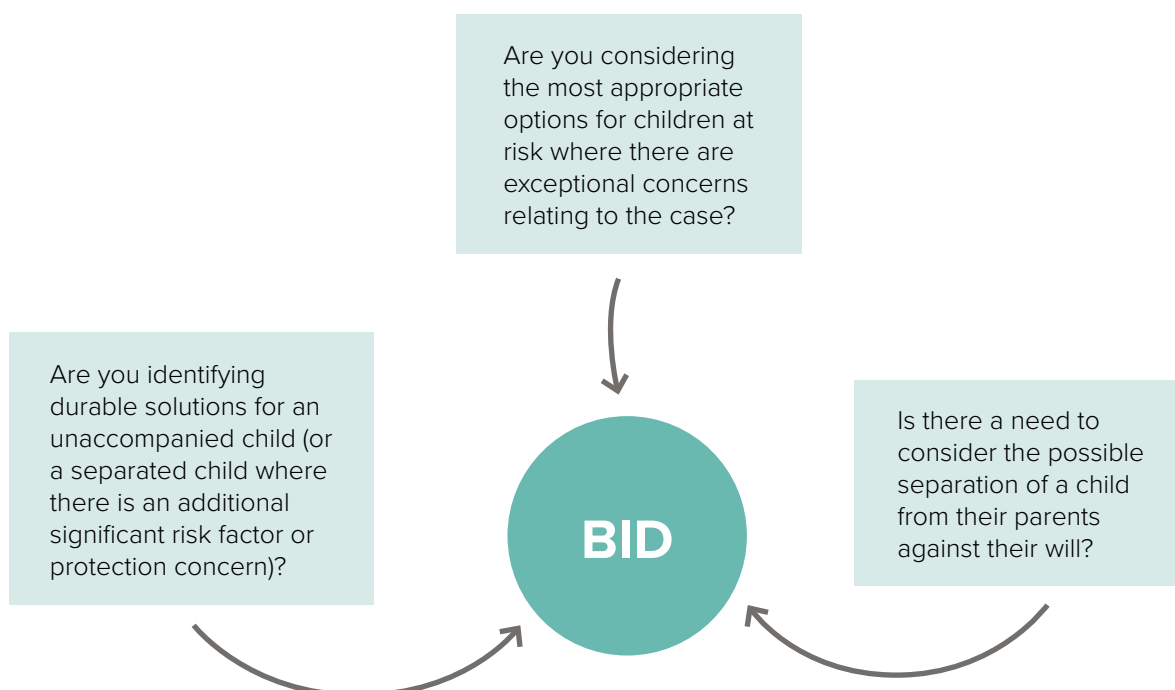 Are you considering
the most appropriate
options for children at
risk where there are
exceptional concerns
relating to the case?
Are you identifying
durable solutions for an
unaccompanied child (or
a separated child where
there is an additional
significant risk factor or
protection concern)?
Is there a need to
consider the possible
separation of a child
from their parents
against their will?
BID